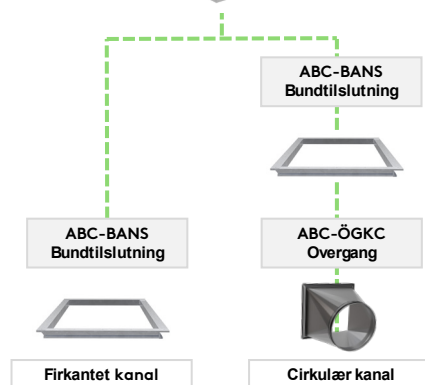 ABC-BANS
Bundtilslutning
ABC-BANS
Bundtilslutning
ABC-ÖGKC
Overgang
Firkantet kanal
Cirkulær kanal